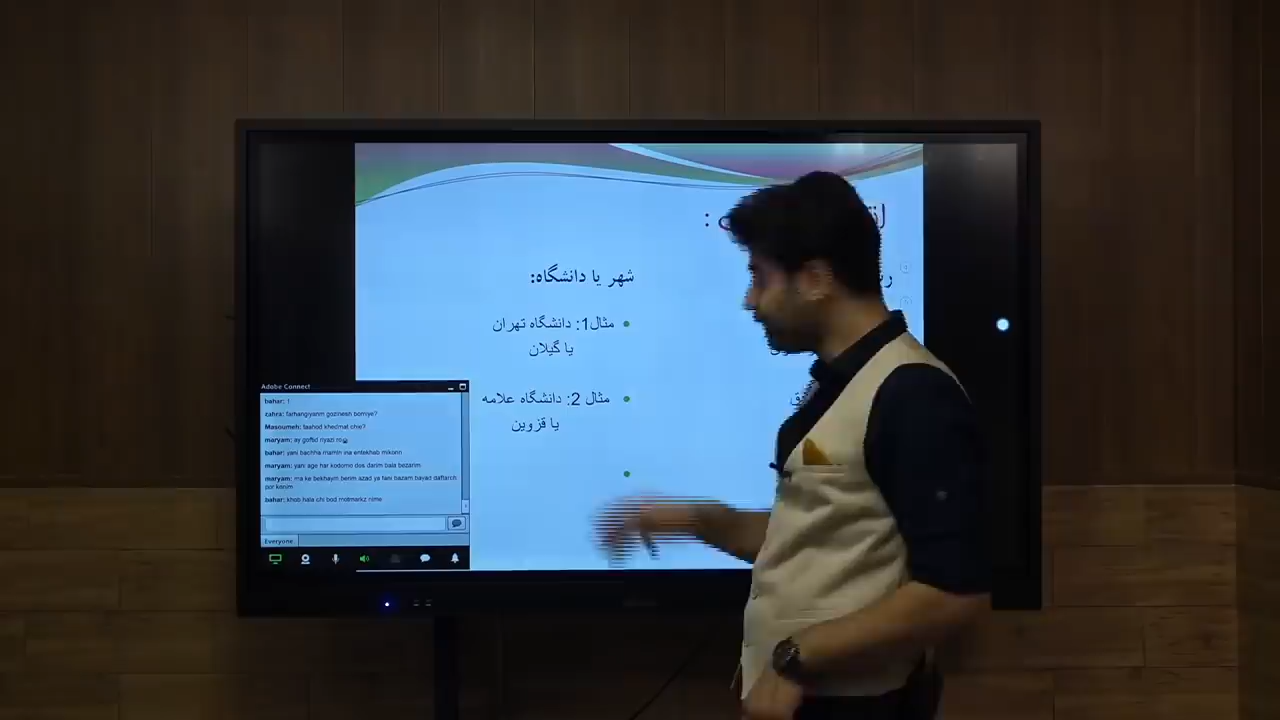 شهر یا دانشگاه:
مثال1: دانشگاه تهران
یا گیلان
مثال 2: دانشگاه علامه
یا قزوین
Adobe Connect
bahar: 1
zahra: farhangiyanm gozinesh bomiye?
Masoumeh: taahod khedmat chie?
maryam: ay goftid riyazi ro
bahar: yani bachha mamin ina entekhab mikonn
maryam: yani age har kodomo dos darim bala bezarim
maryam: ma ke bekhaym berim azad ya fani bazam bayad daftarch
por konim
bahar: khob hala chi bod motmarkz nime
Everyone